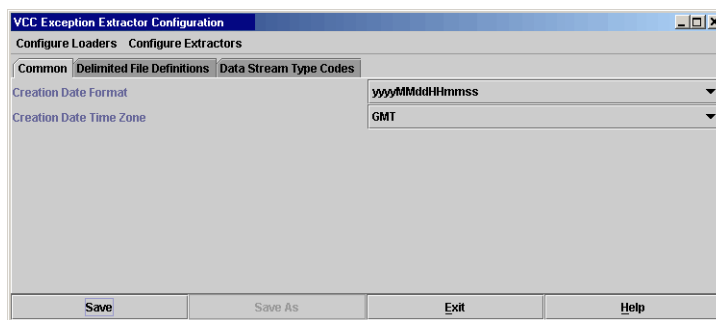 VCC Exception Extractor Configuration
Configure Loaders Configure Extractors
Common Delimited File Definitions Data Stream Type Codes
Creation Date Format yyyyMMddHHmmss
Creation Date Time Zone GMT
Save Save As Exit Help